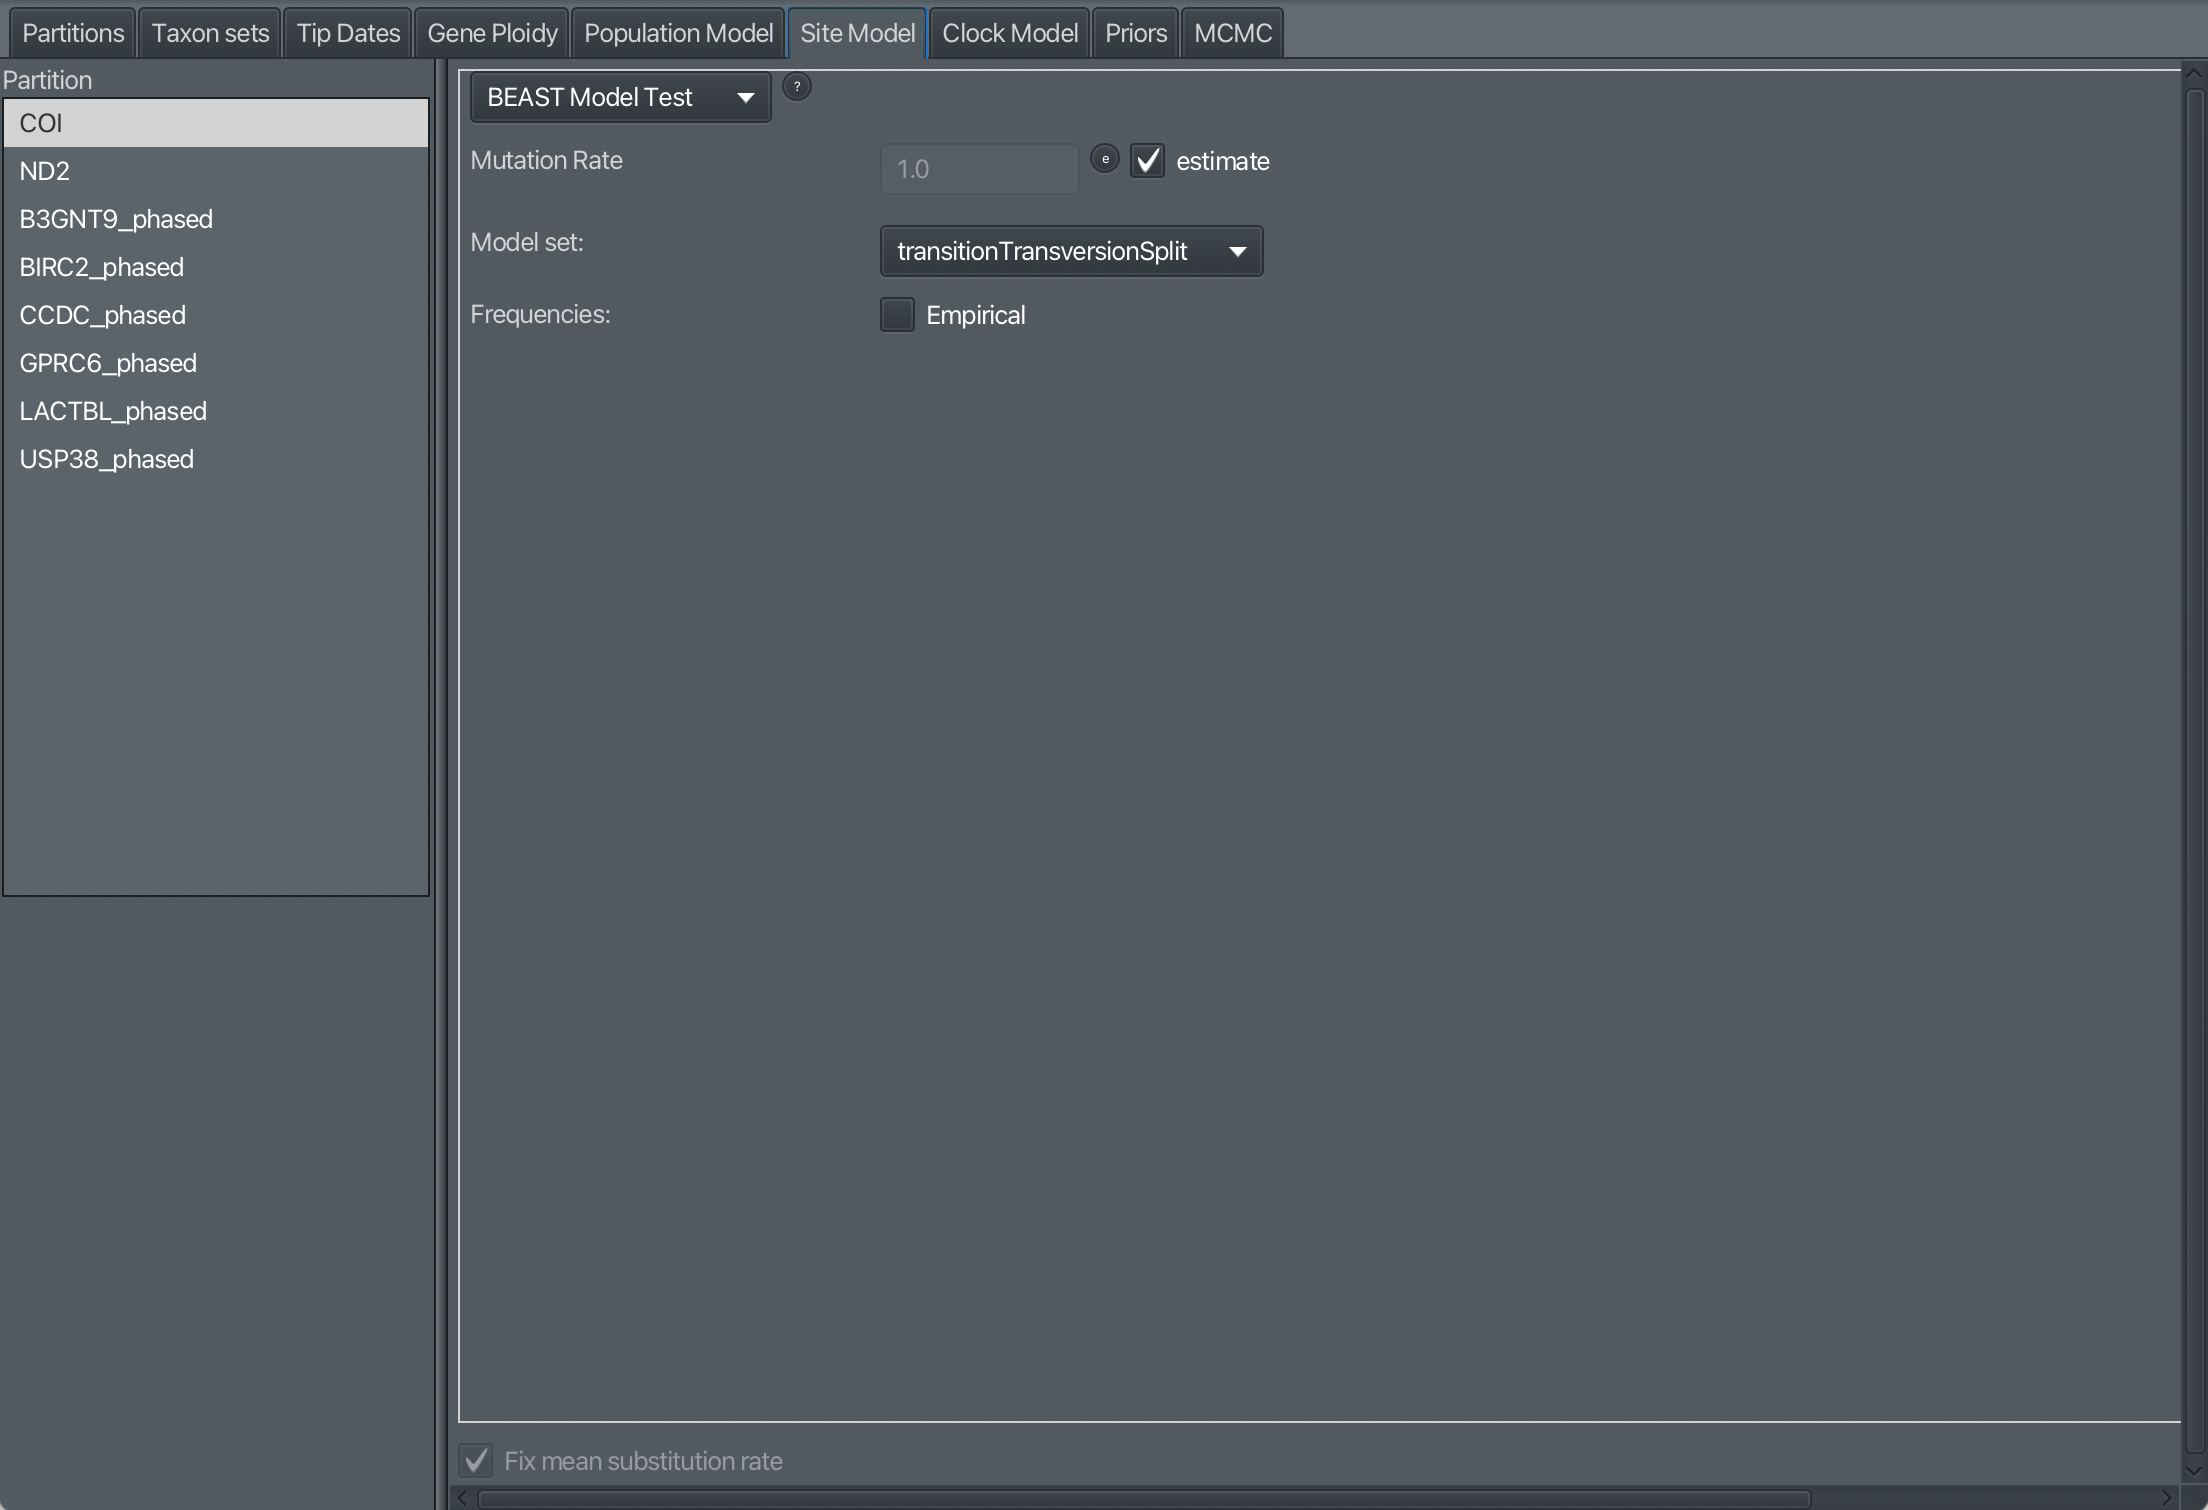 Partitions Taxon sets Tip Dates Gene Ploidy Population Model Site Model Clock Model Priors MCMC
Partition
COI
ND2
B3GNT9_phased
BIRC2_phased
CCDC_phased
GPRC6_phased
LACTBL_phased
USP38_phased
BEAST Model Test ?
Mutation Rate 1.0 e estimate
Model set: transitionTransversionSplit
Frequencies: Empirical
Fix mean substitution rate